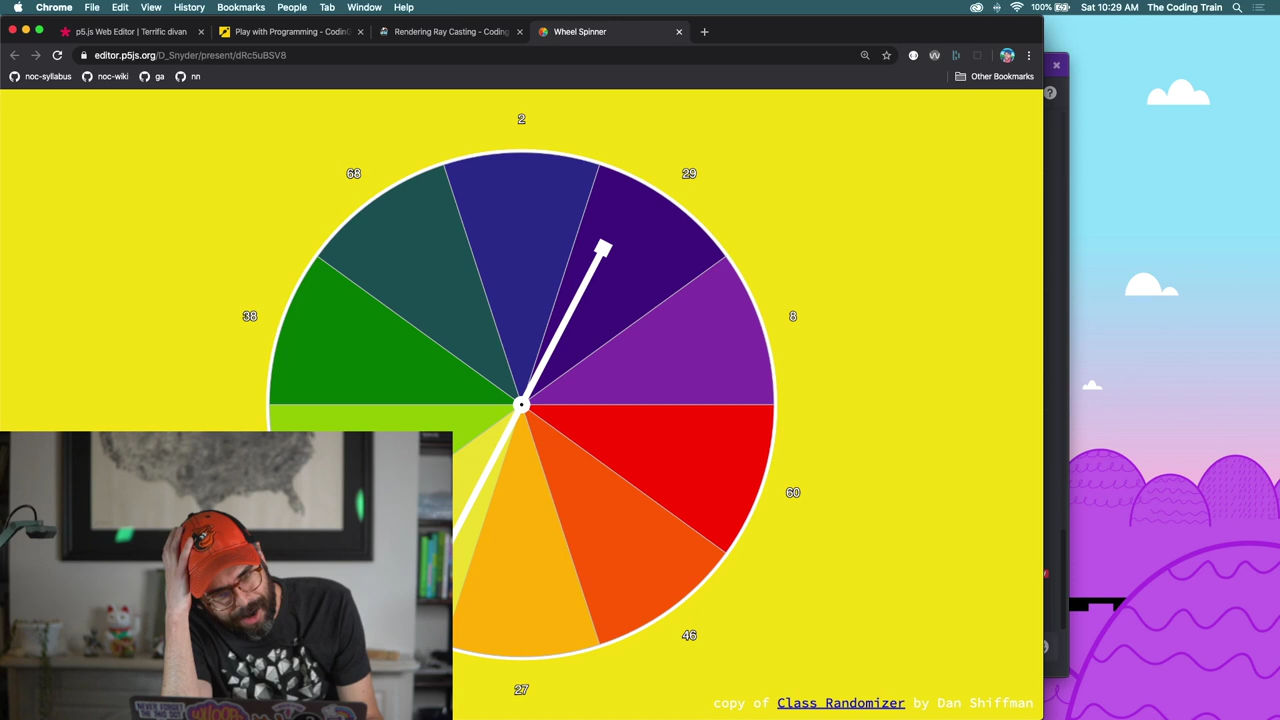 Chrome File Edit View History Bookmarks People Tab Window Help 100% Sat 10:29 AM The Coding Train
p5.js Web Editor | Terrific divan Play with Programming - CodinG Rendering Ray Casting - Coding Wheel Spinner
editor.p5js.org/D_Snyder/present/dRc5uBSV8
noc-syllabus noc-wiki ga nn Other Bookmarks
2
68 29
38 8
60
46
27
copy of Class Randomizer by Dan Shiffman
NEVER FORGET